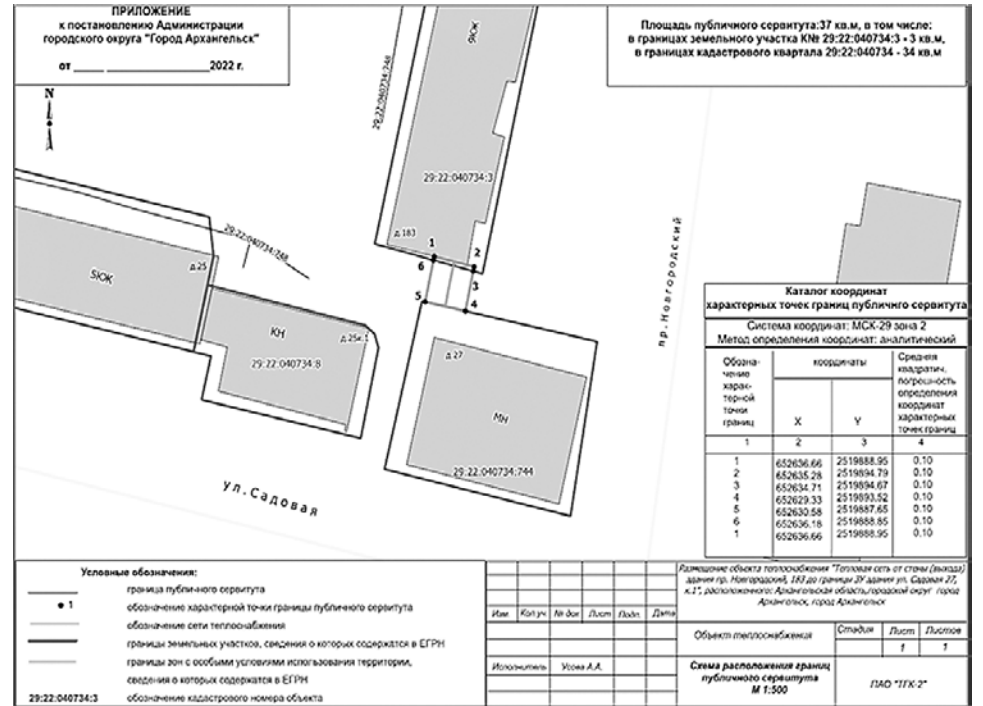 ПРИЛОЖЕНИЕ
к постановлению Администрации
городского округа "Город Архангельск"
от _____ ______________2022 г.
Площадь публичного сервитута:37 кв.м, в том числе:
в границах земельного участка КN№ 29:22:040734:3 - 3 кв.м,
в границах кадастрового квартала 29:22:040734 - 34 кв.м
N
9КЖ
29:22:040734:748
29:22:040734:3
д.183
1
2
3
4
5
6
29:22:040734:748
д.25
5КЖ
КН
д.25к.1
29:22:040734:8
д.27
МН
29:22:040734:744
пр.Новгородский
ул.Садовая
Каталог координат
характерных точек границ публичнго сервитута
Система координат: МСК-29 зона 2
Метод определения координат: аналитический
Обозна-
чение
харак-
терной
точки
границ
координаты
X
Y
Средняя
квадратич.
погрешность
определения
координат
характерных
точек границ
1 2 3 4
1 652636.66 2519888.95 0.10
2 652635.28 2519894.79 0.10
3 652634.71 2519894.67 0.10
4 652629.33 2519893.52 0.10
5 652630.58 2519887.65 0.10
6 652636.18 2519888.85 0.10
1 652636.66 2519888.95 0.10
Условные обозначения:
граница публичного сервитута
1 обозначение характерной точки границы публичного сервитута
обозначение сети теплоснабжения
границы земельных участков, сведения о которых содержатся в ЕГРН
границы зон с особыми условиями использования территории,
сведения о которых содержатся в ЕГРН
29:22:040734:3 обозначение кадастрового номера объекта
Изм. Кол.уч № док Лист Подп. Дата
Исполнитель Усова А.А.
Размещение объекта теплоснабжения "Тепловая сеть от стены (выхода)
здания пр. Новгородский, 183 до границы ЗУ здания ул. Садовая 27,
к.1", расположенного: Архангельская область,городской округ город
Архангельск, город Архангельск
Объект теплоснабжения
Стадия Лист Листов
1 1
Схема расположения границ
публичного сервитута
М 1:500
ПАО "ТГК-2"